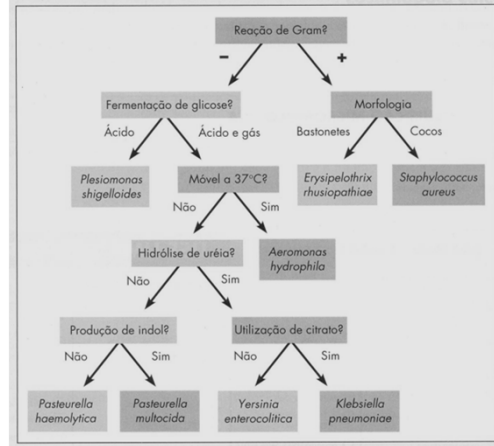 Reação de Gram?
– +
Fermentação de glicose? Morfologia
Ácido Ácido e gás Bastonetes Cocos
Plesiomonas
shigelloides
Móvel a 37°C?
Erysipelothrix
rhusiopathiae
Staphylococcus
aureus
Não Sim
Hidrólise de uréia?
Aeromonas
hydrophila
Não Sim
Produção de indol? Utilização de citrato?
Não Sim Não Sim
Pasteurella
haemolytica
Pasteurella
multocida
Yersinia
enterocolítica
Klebsiella
pneumoniae